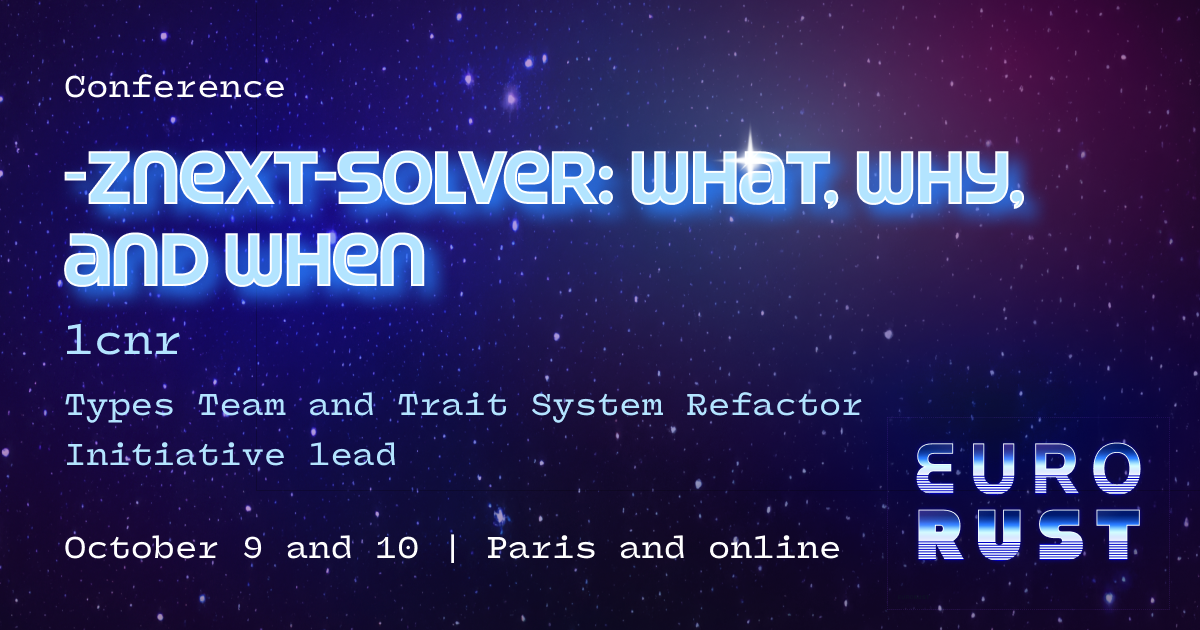 Conference
-Znext-solver: what, why,
and when
lcnr
Types Team and Trait System Refactor
Initiative lead
October 9 and 10 | Paris and online
EURO
RUST